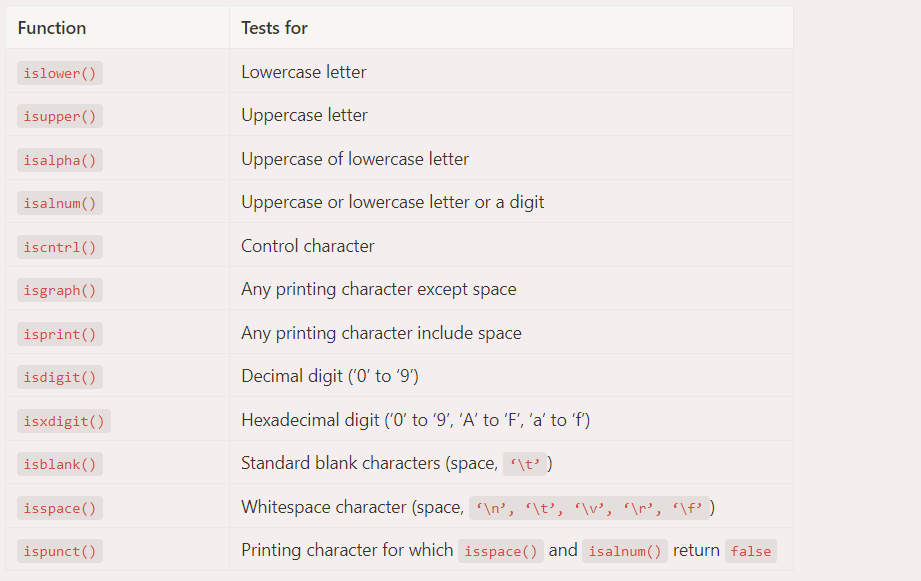 Function Tests for
islower() Lowercase letter
isupper() Uppercase letter
isalpha() Uppercase of lowercase letter
isalnum() Uppercase or lowercase letter or a digit
iscntrl() Control character
isgraph() Any printing character except space
isprint() Any printing character include space
isdigit() Decimal digit (‘0’ to ‘9’)
isxdigit() Hexadecimal digit (‘0’ to ‘9’, ‘A’ to ‘F’, ‘a’ to ‘f’)
isblank() Standard blank characters (space, ‘\t’ )
isspace() Whitespace character (space, ‘\n’, ‘\t’, ‘\v’, ‘\r’, ‘\f’ )
ispunct() Printing character for which isspace() and isalnum() return false